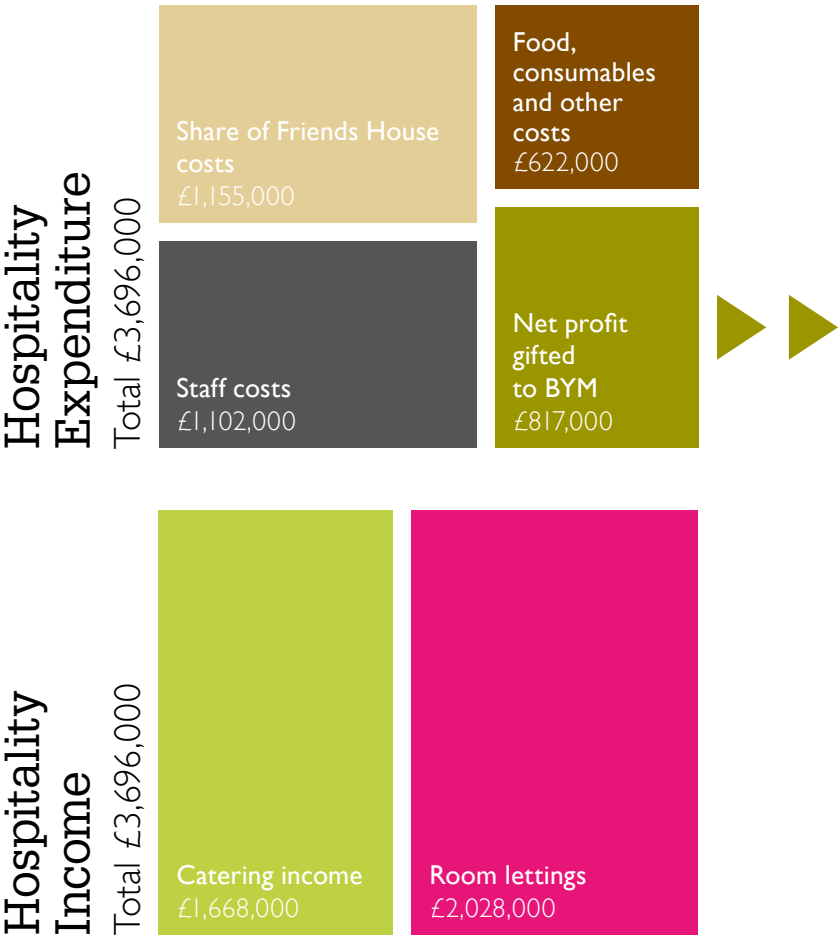 Hospitality
Expenditure
Total £3,696,000
Share of Friends House
costs
£1,155,000
Food,
consumables
and other
costs
£622,000
Staff costs
£1,102,000
Net profit
gifted
to BYM
£817,000
Hospitality
Income
Total £3,696,000
Catering income
£1,668,000
Room lettings
£2,028,000